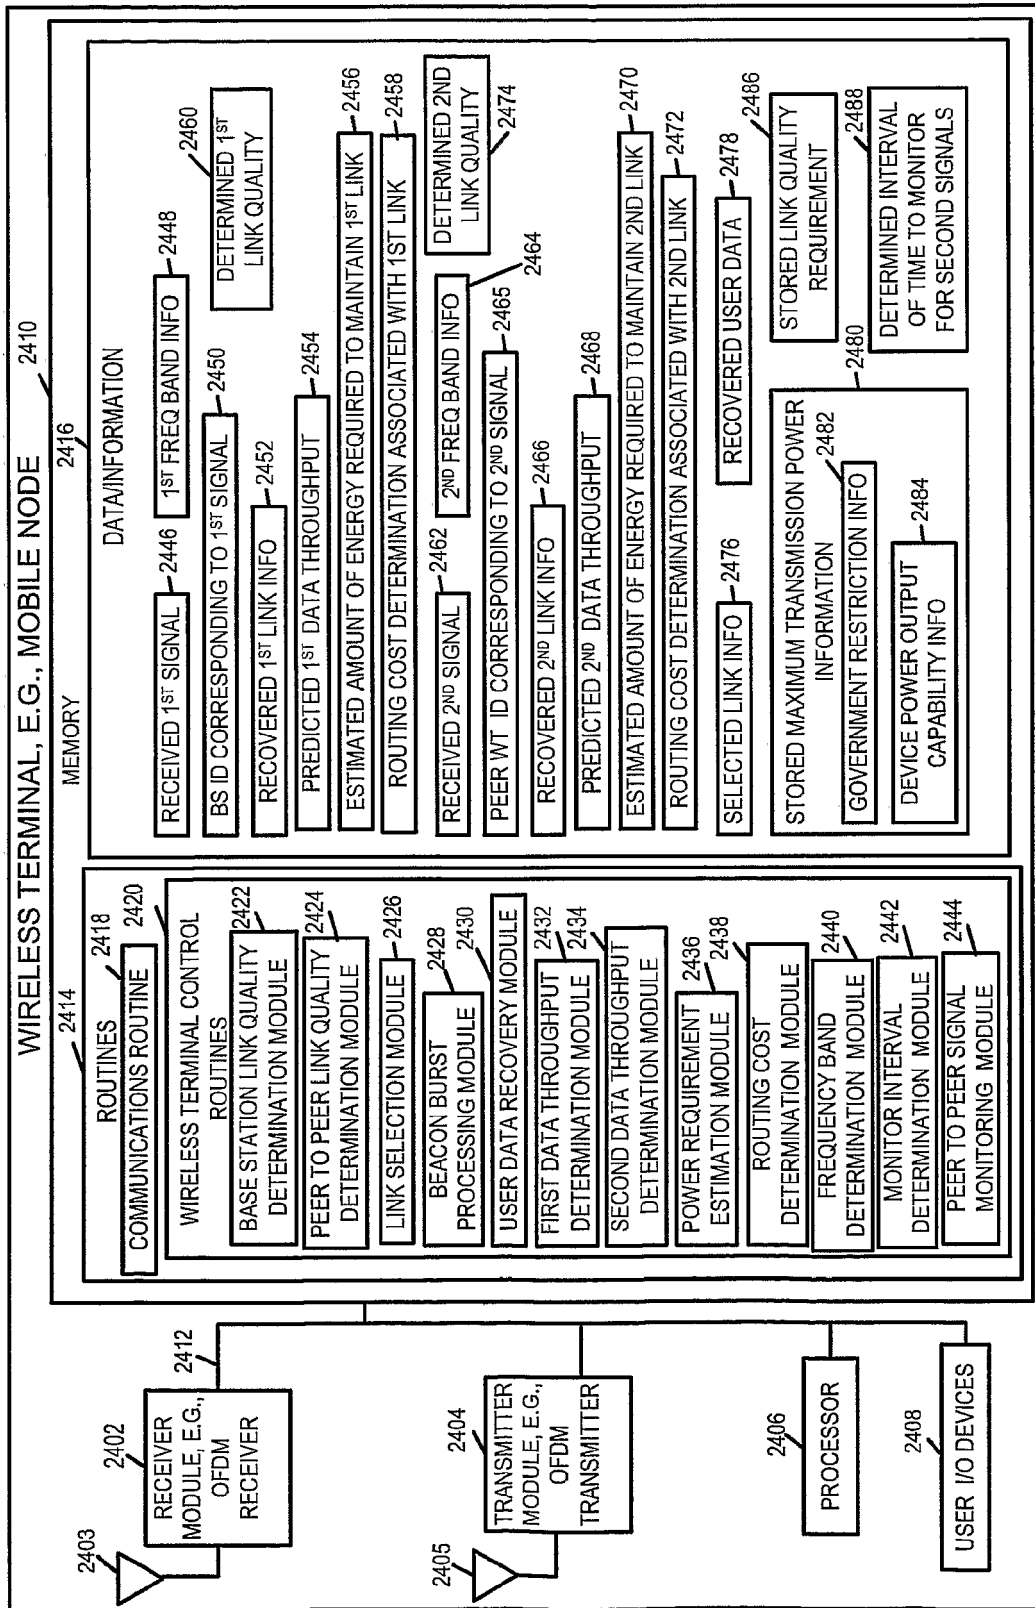 WIRELESS TERMINAL, E.G., MOBILE NODE
2403
2402
RECEIVER
MODULE, E.G.,
OFDM
RECEIVER
2412
2405
2404
TRANSMITTER
MODULE, E.G.,
OFDM
TRANSMITTER
2406
PROCESSOR
2408
USER I/O DEVICES
MEMORY
2410
2414
ROUTINES
2418
COMMUNICATIONS ROUTINE
2420
WIRELESS TERMINAL CONTROL
ROUTINES
2422
BASE STATION LINK QUALITY
DETERMINATION MODULE
2424
PEER TO PEER LINK QUALITY
DETERMINATION MODULE
2426
LINK SELECTION MODULE
2428
BEACON BURST
PROCESSING MODULE
2430
USER DATA RECOVERY MODULE
2432
FIRST DATA THROUGHPUT
DETERMINATION MODULE
2434
SECOND DATA THROUGHPUT
DETERMINATION MODULE
2436
POWER REQUIREMENT
ESTIMATION MODULE
2438
ROUTING COST
DETERMINATION MODULE
2440
FREQUENCY BAND
DETERMINATION MODULE
2442
MONITOR INTERVAL
DETERMINATION MODULE
2444
PEER TO PEER SIGNAL
MONITORING MODULE
2416
DATA/INFORMATION
2446
RECEIVED 1ST SIGNAL
2448
1ST FREQ BAND INFO
2460
DETERMINED 1ST
LINK QUALITY
2450
BS ID CORRESPONDING TO 1ST SIGNAL
2452
RECOVERED 1ST LINK INFO
2454
PREDICTED 1ST DATA THROUGHPUT
2456
ESTIMATED AMOUNT OF ENERGY REQUIRED TO MAINTAIN 1ST LINK
2458
ROUTING COST DETERMINATION ASSOCIATED WITH 1ST LINK
2462
RECEIVED 2ND SIGNAL
2464
2ND FREQ BAND INFO
DETERMINED 2ND
LINK QUALITY
2474
2465
PEER WT ID CORRESPONDING TO 2ND SIGNAL
2466
RECOVERED 2ND LINK INFO
2468
PREDICTED 2ND DATA THROUGHPUT
2470
ESTIMATED AMOUNT OF ENERGY REQUIRED TO MAINTAIN 2ND LINK
2472
ROUTING COST DETERMINATION ASSOCIATED WITH 2ND LINK
2476
SELECTED LINK INFO
2478
RECOVERED USER DATA
2480
STORED MAXIMUM TRANSMISSION POWER
INFORMATION
2482
GOVERNMENT RESTRICTION INFO
2484
DEVICE POWER OUTPUT
CAPABILITY INFO
2486
STORED LINK QUALITY
REQUIREMENT
2488
DETERMINED INTERVAL
OF TIME TO MONITOR
FOR SECOND SIGNALS